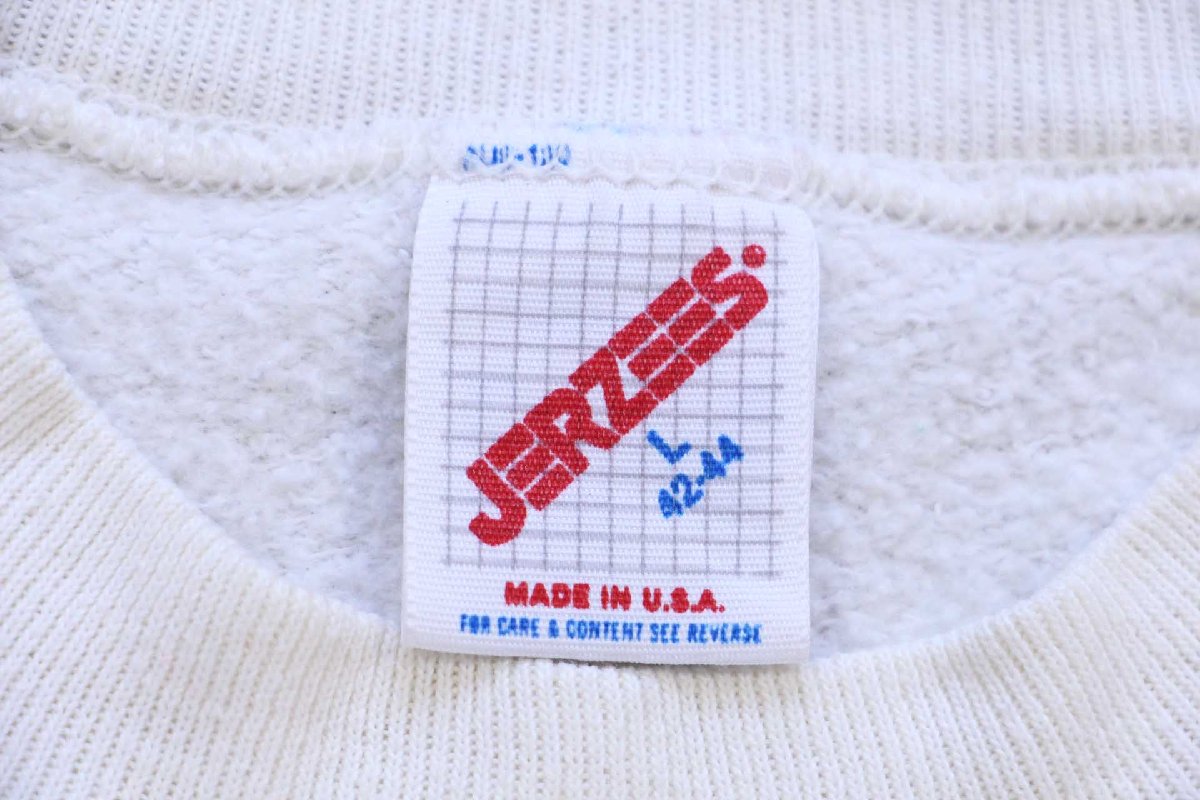 JERZEES.
L
42-44
MADE IN U.S.A.
FOR CARE & CONTENT SEE REVERSE